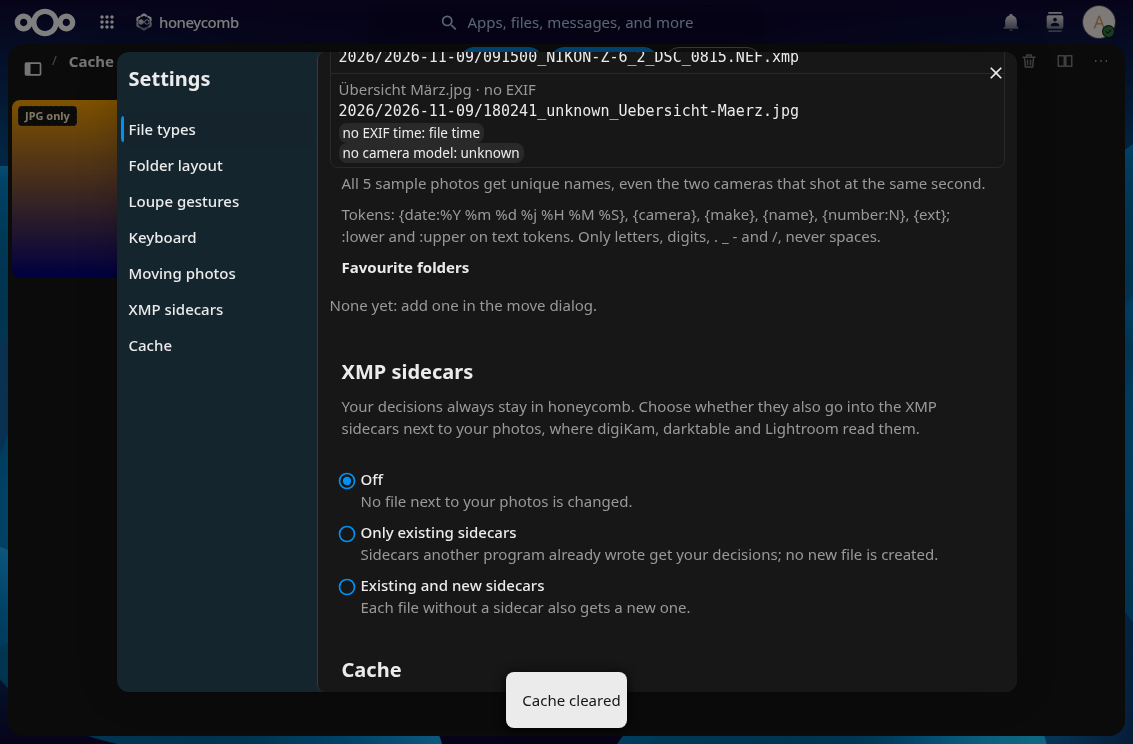 honeycomb
Apps, files, messages, and more
A
/ Cache
JPG only
Settings
File types
Folder layout
Loupe gestures
Keyboard
Moving photos
XMP sidecars
Cache
2026/2026-11-09/091500_NIKON-Z-6_2_DSC_0815.NEF.xmp
Übersicht März.jpg · no EXIF
2026/2026-11-09/180241_unknown_Uebersicht-Maerz.jpg
no EXIF time: file time
no camera model: unknown
All 5 sample photos get unique names, even the two cameras that shot at the same second.
Tokens: {date:%Y %m %d %j %H %M %S}, {camera}, {make}, {name}, {number:N}, {ext};
:lower and :upper on text tokens. Only letters, digits, . _ - and /, never spaces.
Favourite folders
None yet: add one in the move dialog.
XMP sidecars
Your decisions always stay in honeycomb. Choose whether they also go into the XMP
sidecars next to your photos, where digiKam, darktable and Lightroom read them.
Off
No file next to your photos is changed.
Only existing sidecars
Sidecars another program already wrote get your decisions; no new file is created.
Existing and new sidecars
Each file without a sidecar also gets a new one.
Cache
Cache cleared